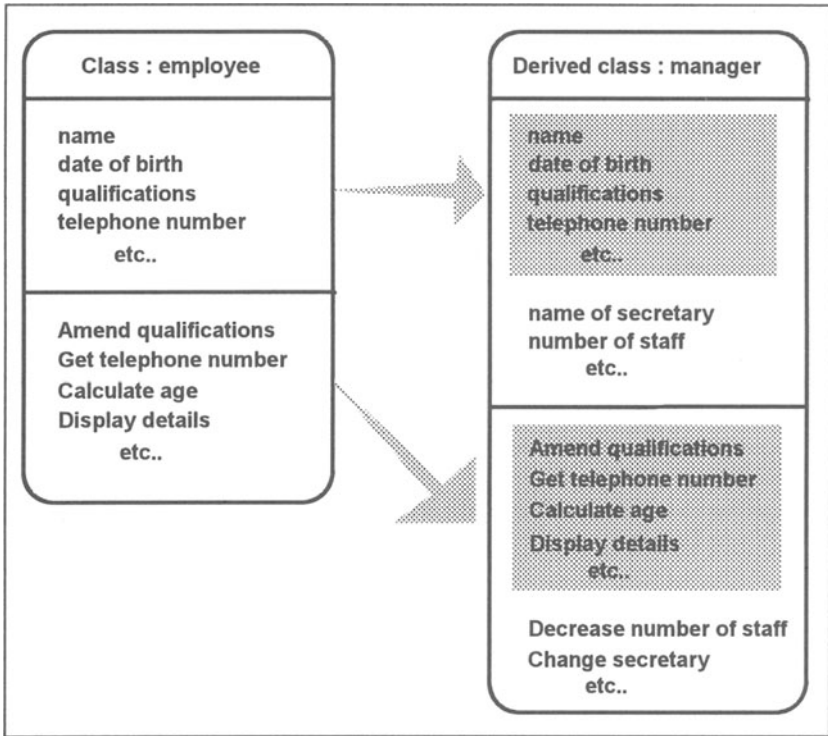 Class : employee
name
date of birth
qualifications
telephone number
etc..
Amend qualifications
Get telephone number
Calculate age
Display details
etc..
Derived class : manager
name
date of birth
qualifications
telephone number
etc..
name of secretary
number of staff
etc..
Amend qualifications
Get telephone number
Calculate age
Display details
etc..
Decrease number of staff
Change secretary
etc..